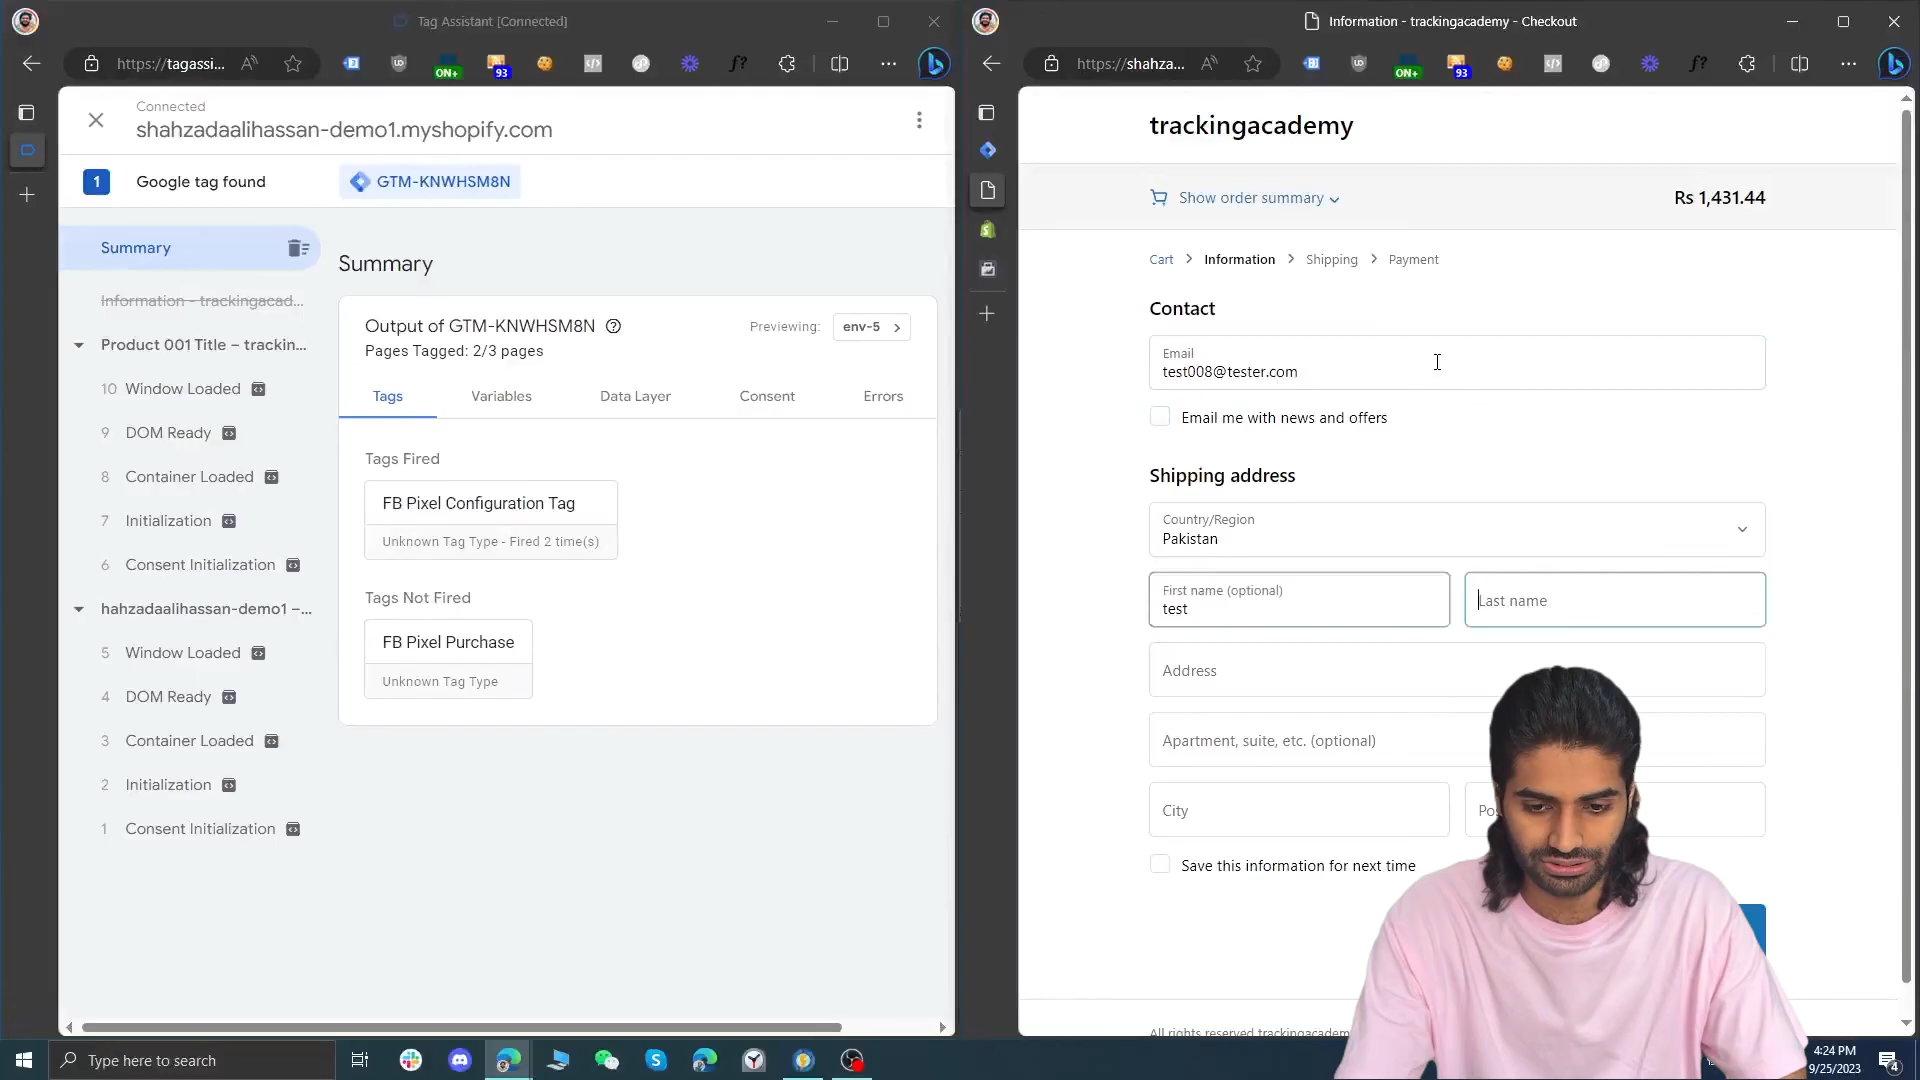 Tag Assistant [Connected]
https://tagassi...
ON+
93
Connected
shahzadaalihassan-demo1.myshopify.com
1 Google tag found GTM-KNWHSM8N
Summary
Information - trackingacad...
Product 001 Title – trackin...
10 Window Loaded
9 DOM Ready
8 Container Loaded
7 Initialization
6 Consent Initialization
hahzadaalihassan-demo1 –...
5 Window Loaded
4 DOM Ready
3 Container Loaded
2 Initialization
1 Consent Initialization
Summary
Output of GTM-KNWHSM8N
Previewing: env-5
Pages Tagged: 2/3 pages
Tags Variables Data Layer Consent Errors
Tags Fired
FB Pixel Configuration Tag
Unknown Tag Type - Fired 2 time(s)
Tags Not Fired
FB Pixel Purchase
Unknown Tag Type
Information - trackingacademy - Checkout
https://shahza...
ON+
93
trackingacademy
Show order summary
Rs 1,431.44
Cart > Information > Shipping > Payment
Contact
Email
test008@tester.com
Email me with news and offers
Shipping address
Country/Region
Pakistan
First name (optional)
test
Last name
Address
Apartment, suite, etc. (optional)
City
Save this information for next time
All rights reserved
Type here to search
4:24 PM
9/25/2023
4